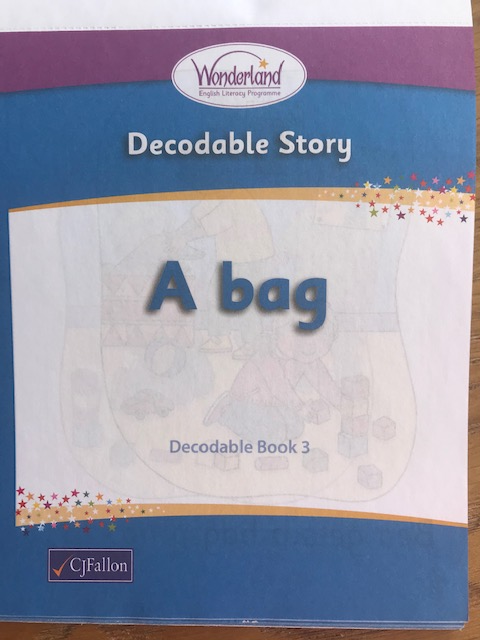 Wonderland
English Literacy Programme
Decodable Story
A bag
Decodable Book 3
CJFallon